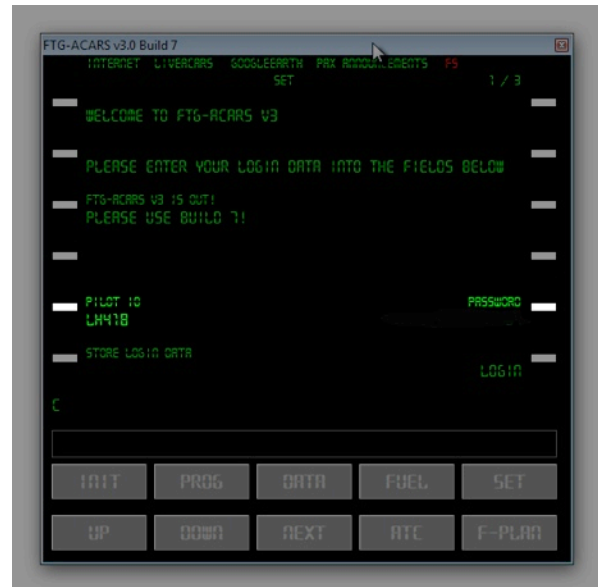 FTG-ACARS v3.0 Build 7
INTERNET LIVEACARS GOOGLEEARTH PAX ANNOUNCEMENTS FS
SET 1/3
WELCOME TO FTG-ACARS V3
PLEASE ENTER YOUR LOGIN DATA INTO THE FIELDS BELOW
FTG-ACARS V3 IS OUT!
PLEASE USE BUILD 7!
PILOT ID PASSWORD
LH478
STORE LOGIN DATA
LOGIN
C
INIT PROG DATA FUEL SET
UP DOWN NEXT ATC F-PLAN